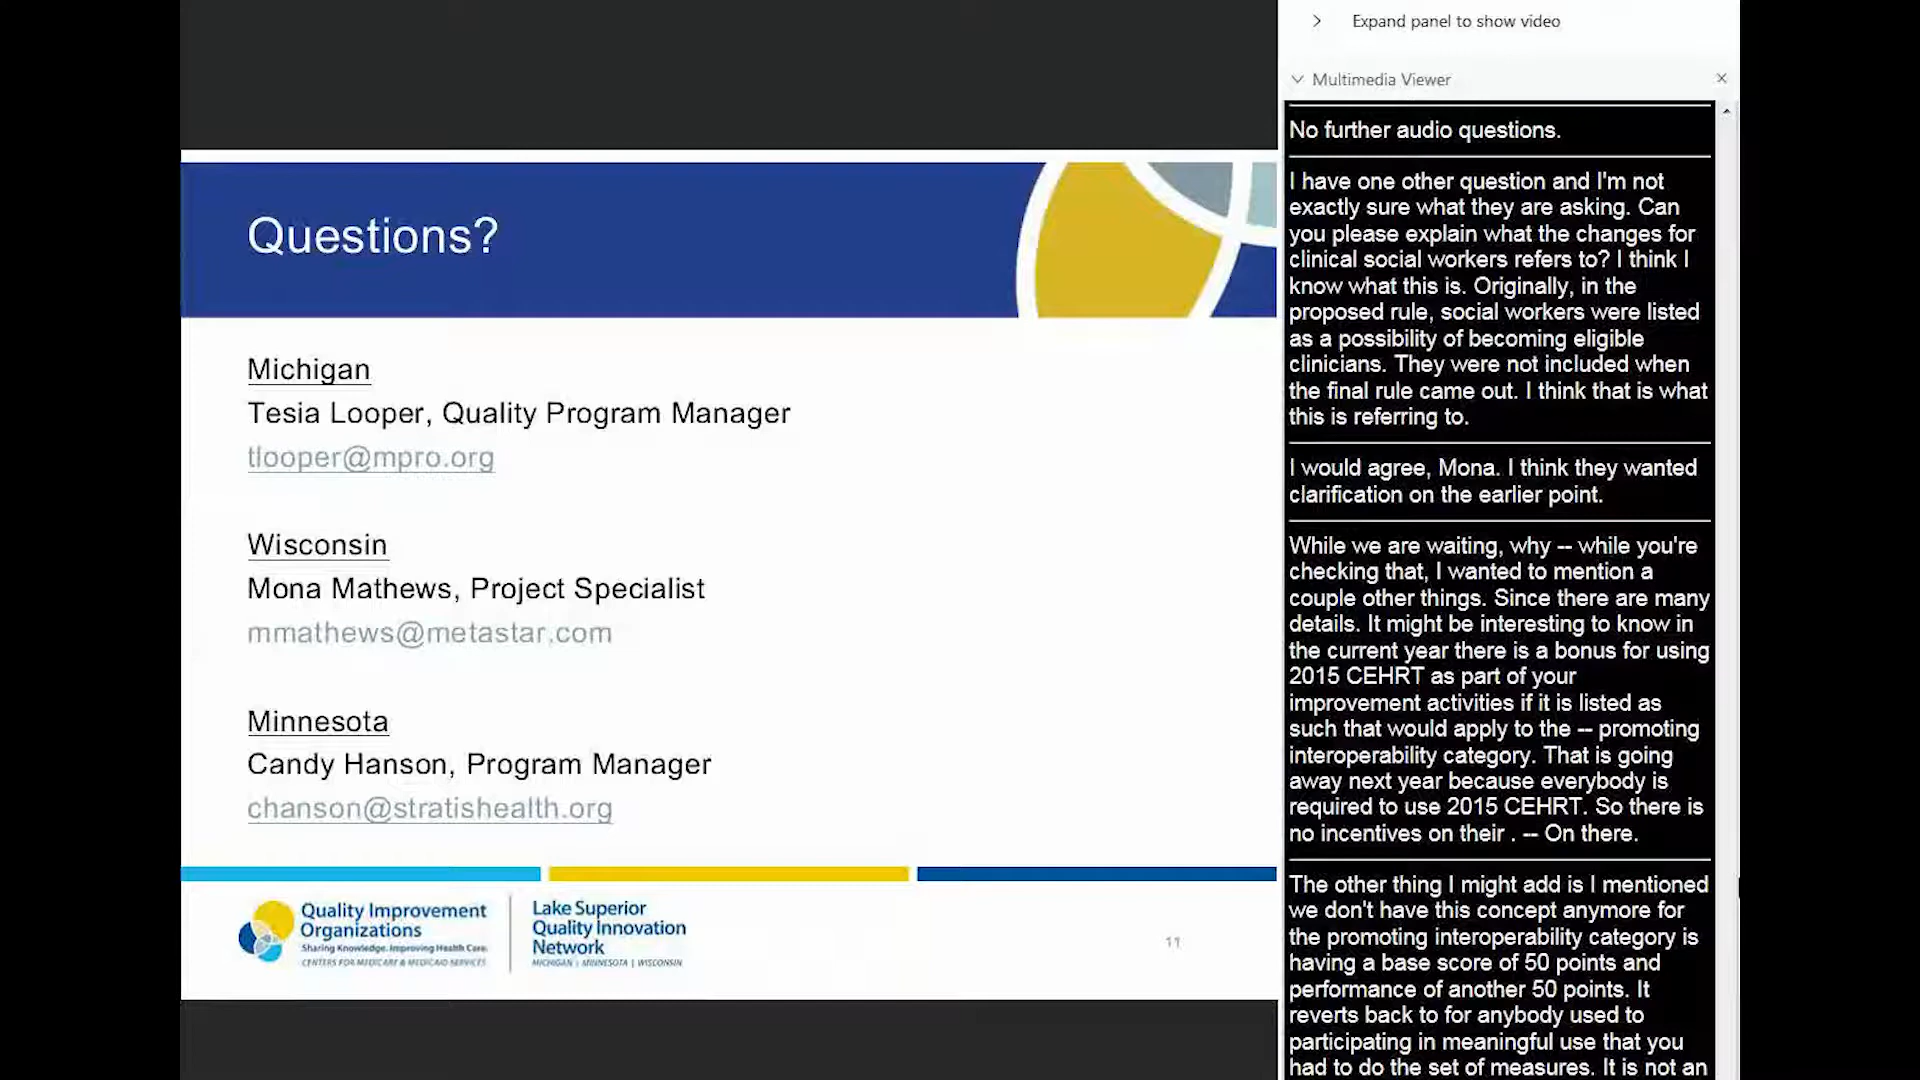 Expand panel to show video
Multimedia Viewer
Questions?
Michigan
Tesia Looper, Quality Program Manager
tlooper@mpro.org
Wisconsin
Mona Mathews, Project Specialist
mmathews@metastar.com
Minnesota
Candy Hanson, Program Manager
chanson@stratishealth.org
Quality Improvement
Organizations
Sharing Knowledge. Improving Health Care.
CENTERS FOR MEDICARE & MEDICAID SERVICES
Lake Superior
Quality Innovation
Network
MICHIGAN | MINNESOTA | WISCONSIN
11
No further audio questions.
I have one other question and I'm not
exactly sure what they are asking. Can
you please explain what the changes for
clinical social workers refers to? I think I
know what this is. Originally, in the
proposed rule, social workers were listed
as a possibility of becoming eligible
clinicians. They were not included when
the final rule came out. I think that is what
this is referring to.
I would agree, Mona. I think they wanted
clarification on the earlier point.
While we are waiting, why -- while you're
checking that, I wanted to mention a
couple other things. Since there are many
details. It might be interesting to know in
the current year there is a bonus for using
2015 CEHRT as part of your
improvement activities if it is listed as
such that would apply to the -- promoting
interoperability category. That is going
away next year because everybody is
required to use 2015 CEHRT. So there is
no incentives on their . -- On there.
The other thing I might add is I mentioned
we don't have this concept anymore for
the promoting interoperability category is
having a base score of 50 points and
performance of another 50 points. It
reverts back to for anybody used to
participating in meaningful use that you
had to do the set of measures. It is not an